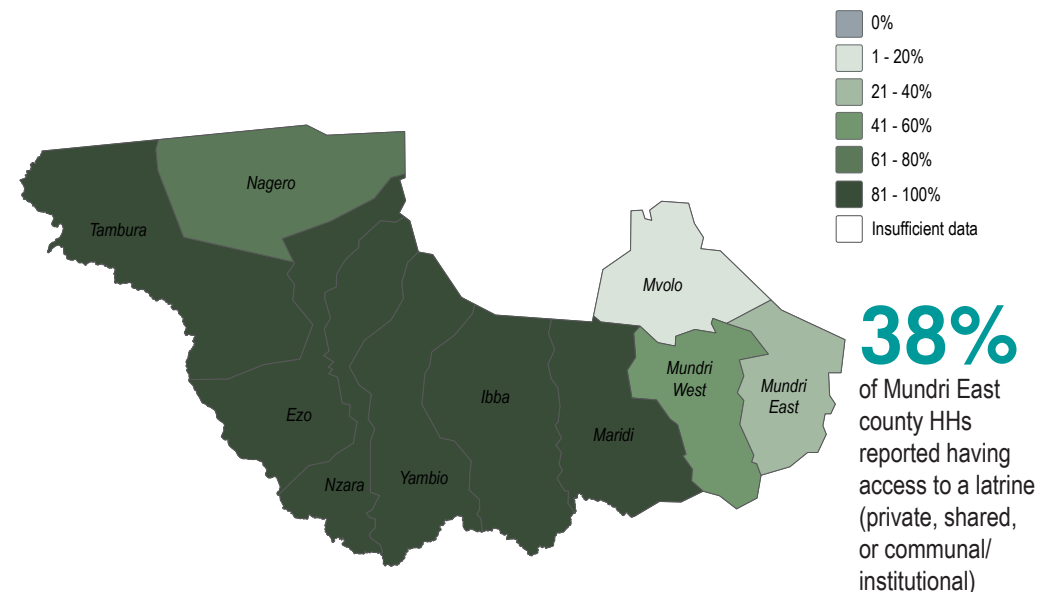 0%
1 - 20%
21 - 40%
41 - 60%
61 - 80%
81 - 100%
Insufficient data
Nagero
Tambura
Mvolo
Mundri
West
Mundri
East
Ibba
Ezo
Maridi
Nzara
Yambio
38%
of Mundri East
county HHs
reported having
access to a latrine
(private, shared,
or communal/
institutional)